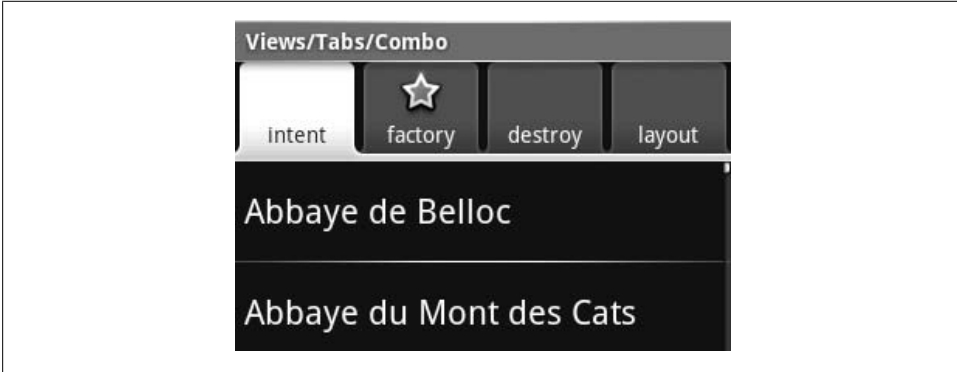 Views/Tabs/Combo
intent factory destroy layout
Abbaye de Belloc
Abbaye du Mont des Cats